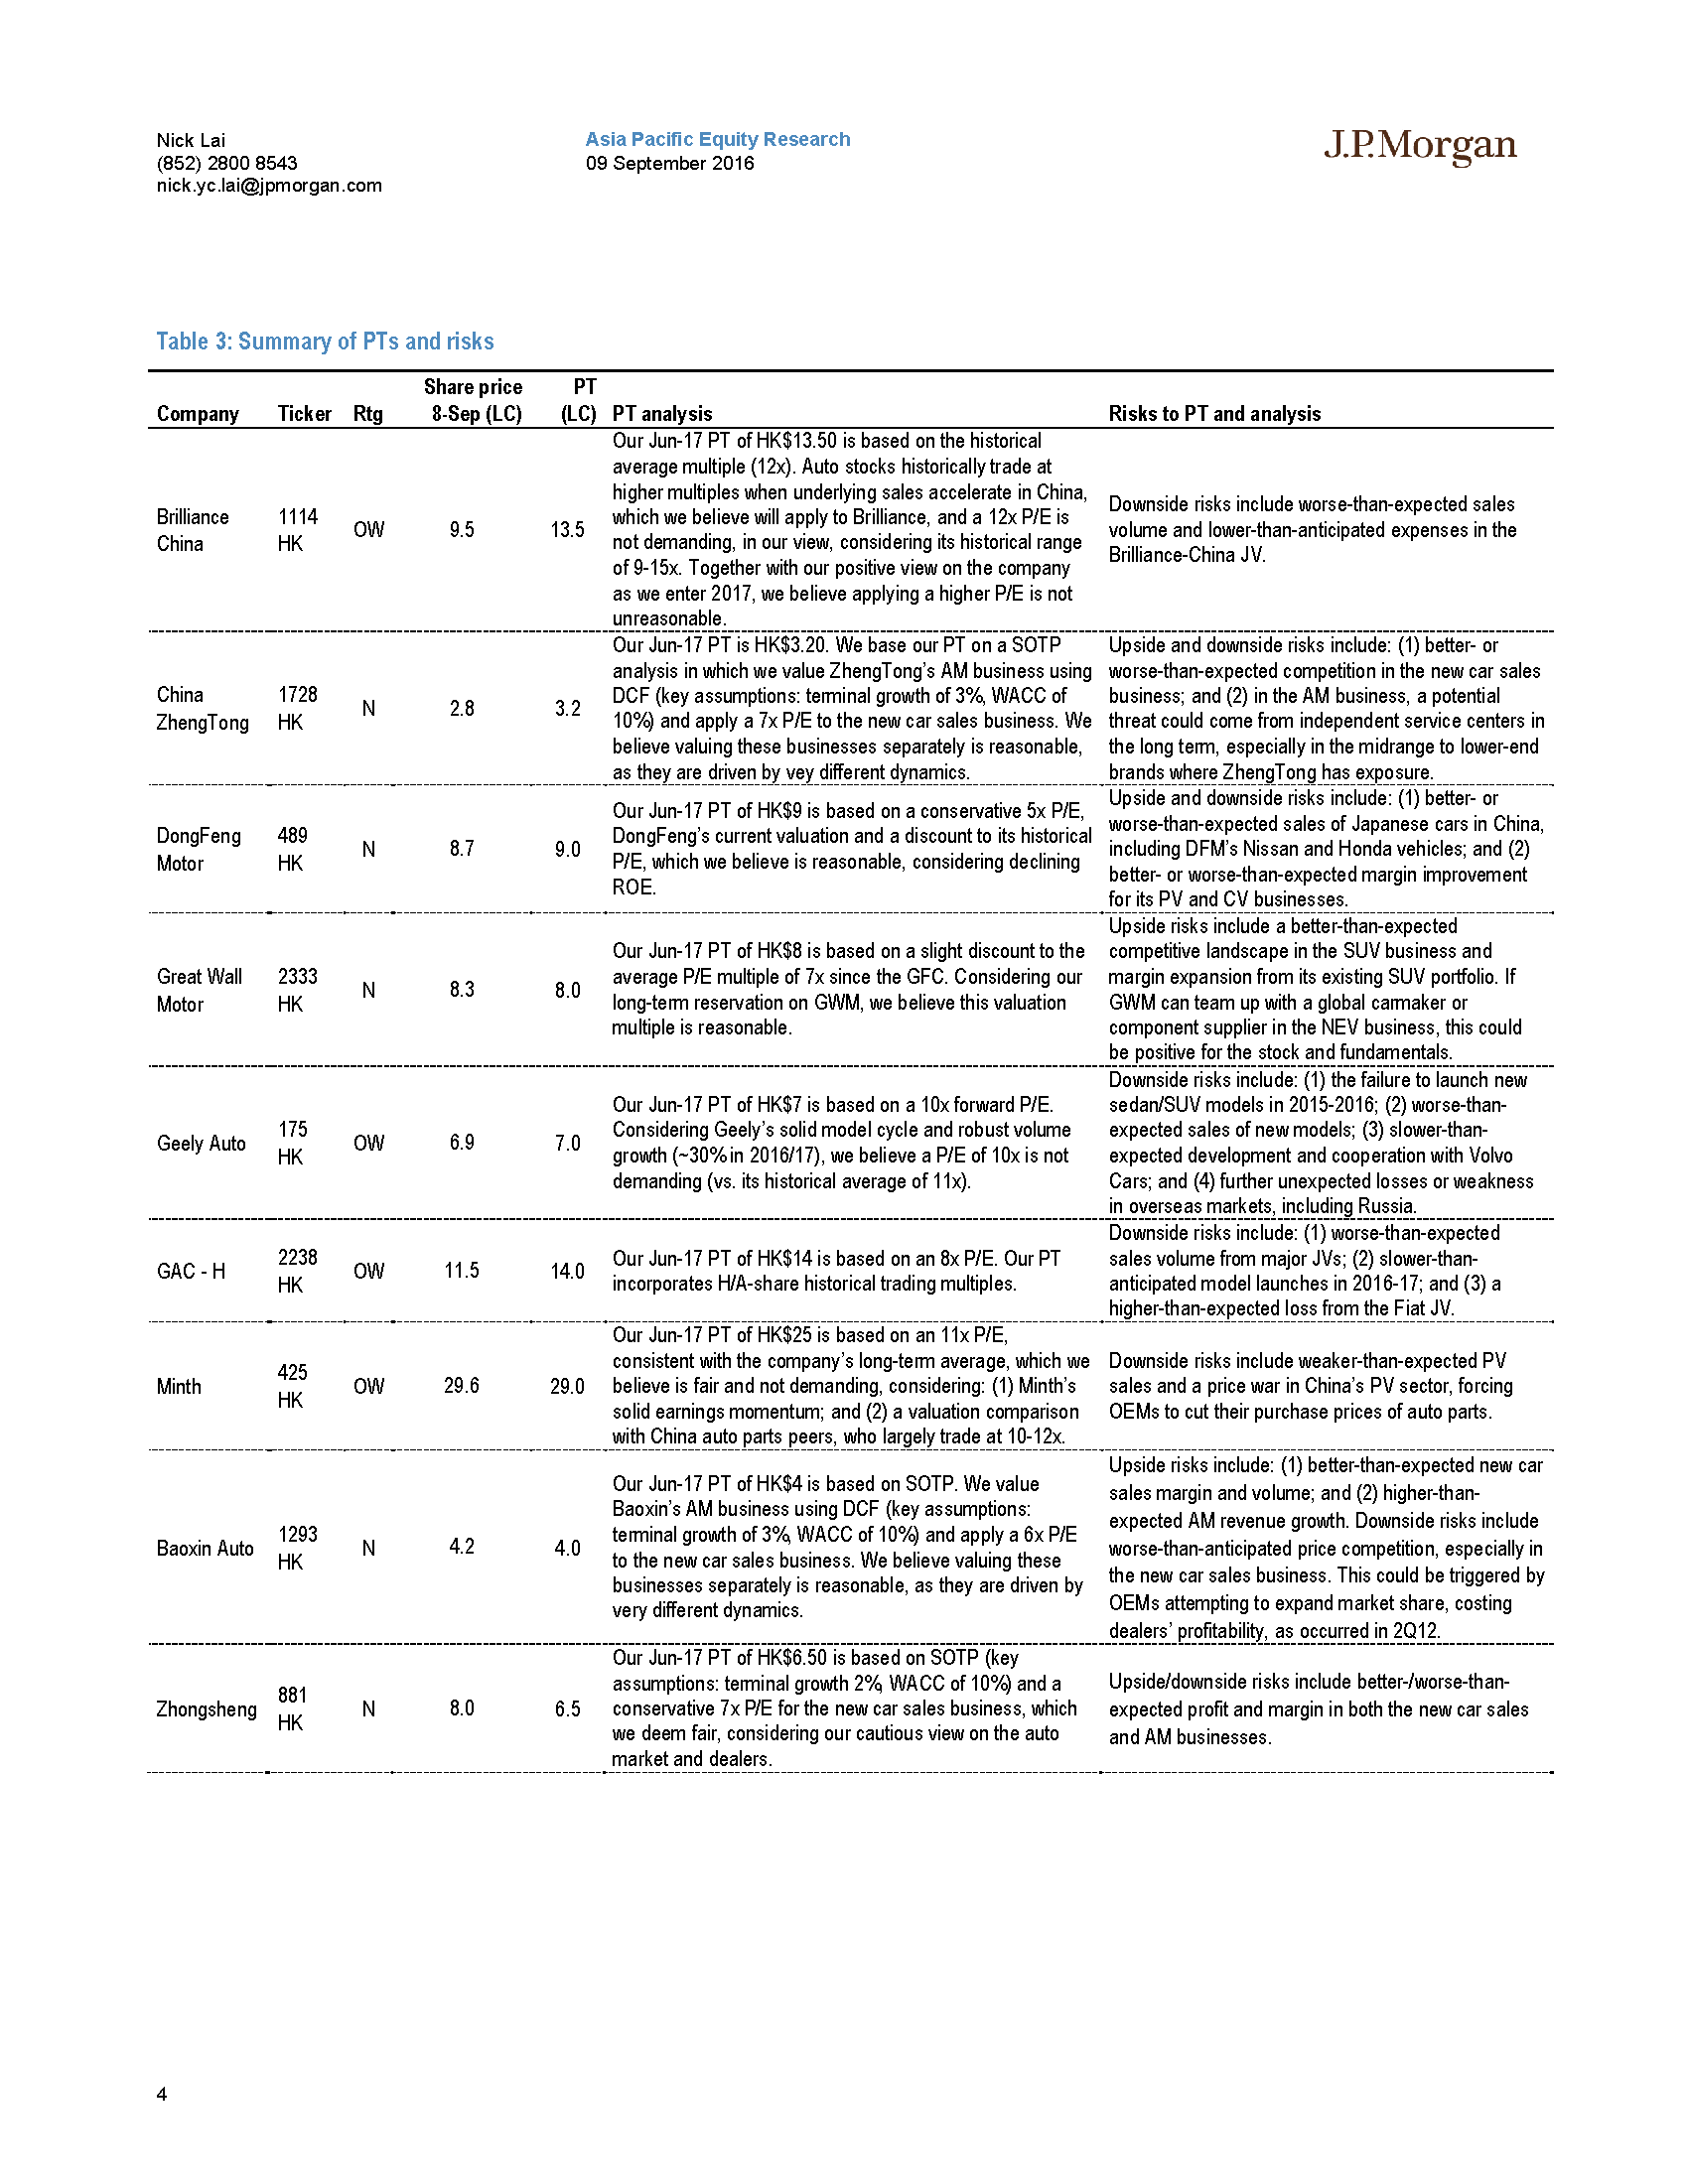 Nick Lai
(852) 2800 8543
nick.yc.lai@jpmorgan.com
Asia Pacific Equity Research
09 September 2016
J.P.Morgan
Table 3: Summary of PTs and risks
Company Ticker Rtg Share price 8-Sep (LC) PT (LC) PT analysis Risks to PT and analysis
Brilliance
China
1114
HK
OW
9.5
13.5
Our Jun-17 PT of HK$13.50 is based on the historical
average multiple (12x). Auto stocks historically trade at
higher multiples when underlying sales accelerate in China,
which we believe will apply to Brilliance, and a 12x P/E is
not demanding, in our view, considering its historical range
of 9-15x. Together with our positive view on the company
as we enter 2017, we believe applying a higher P/E is not
unreasonable.
Downside risks include worse-than-expected sales
volume and lower-than-anticipated expenses in the
Brilliance-China JV.
China
ZhengTong
1728
HK
N
2.8
3.2
Our Jun-17 PT is HK$3.20. We base our PT on a SOTP
analysis in which we value ZhengTong's AM business using
DCF (key assumptions: terminal growth of 3%, WACC of
10%) and apply a 7x P/E to the new car sales business. We
believe valuing these businesses separately is reasonable,
as they are driven by vey different dynamics.
Upside and downside risks include: (1) better- or
worse-than-expected competition in the new car sales
business; and (2) in the AM business, a potential
threat could come from independent service centers in
the long term, especially in the midrange to lower-end
brands where ZhengTong has exposure.
DongFeng
Motor
489
HK
N
8.7
9.0
Our Jun-17 PT of HK$9 is based on a conservative 5x P/E,
DongFeng's current valuation and a discount to its historical
P/E, which we believe is reasonable, considering declining
ROE.
Upside and downside risks include: (1) better- or
worse-than-expected sales of Japanese cars in China,
including DFM's Nissan and Honda vehicles; and (2)
better- or worse-than-expected margin improvement
for its PV and CV businesses.
Great Wall
Motor
2333
HK
N
8.3
8.0
Our Jun-17 PT of HK$8 is based on a slight discount to the
average P/E multiple of 7x since the GFC. Considering our
long-term reservation on GWM, we believe this valuation
multiple is reasonable.
Upside risks include a better-than-expected
competitive landscape in the SUV business and
margin expansion from its existing SUV portfolio. If
GWM can team up with a global carmaker or
component supplier in the NEV business, this could
be positive for the stock and fundamentals.
Geely Auto
175
HK
OW
6.9
7.0
Our Jun-17 PT of HK$7 is based on a 10x forward P/E.
Considering Geely's solid model cycle and robust volume
growth (~30% in 2016/17), we believe a P/E of 10x is not
demanding (vs. its historical average of 11x).
Downside risks include: (1) the failure to launch new
sedan/SUV models in 2015-2016; (2) worse-than-
expected sales of new models; (3) slower-than-
expected development and cooperation with Volvo
Cars; and (4) further unexpected losses or weakness
in overseas markets, including Russia.
GAC - H
2238
HK
OW
11.5
14.0
Our Jun-17 PT of HK$14 is based on an 8x P/E. Our PT
incorporates H/A-share historical trading multiples.
Downside risks include: (1) worse-than-expected
sales volume from major JVs; (2) slower-than-
anticipated model launches in 2016-17; and (3) a
higher-than-expected loss from the Fiat JV.
Minth
425
HK
OW
29.6
29.0
Our Jun-17 PT of HK$25 is based on an 11x P/E,
consistent with the company's long-term average, which we
believe is fair and not demanding, considering: (1) Minth's
solid earnings momentum; and (2) a valuation comparison
with China auto parts peers, who largely trade at 10-12x.
Downside risks include weaker-than-expected PV
sales and a price war in China's PV sector, forcing
OEMs to cut their purchase prices of auto parts.
Baoxin Auto
1293
HK
N
4.2
4.0
Our Jun-17 PT of HK$4 is based on SOTP. We value
Baoxin's AM business using DCF (key assumptions:
terminal growth of 3%, WACC of 10%) and apply a 6x P/E
to the new car sales business. We believe valuing these
businesses separately is reasonable, as they are driven by
very different dynamics.
Upside risks include: (1) better-than-expected new car
sales margin and volume; and (2) higher-than-
expected AM revenue growth. Downside risks include
worse-than-anticipated price competition, especially in
the new car sales business. This could be triggered by
OEMs attempting to expand market share, costing
dealers' profitability, as occurred in 2Q12.
Zhongsheng
881
HK
N
8.0
6.5
Our Jun-17 PT of HK$6.50 is based on SOTP (key
assumptions: terminal growth 2%, WACC of 10%) and a
conservative 7x P/E for the new car sales business, which
we deem fair, considering our cautious view on the auto
market and dealers.
Upside/downside risks include better-/worse-than-
expected profit and margin in both the new car sales
and AM businesses.
4